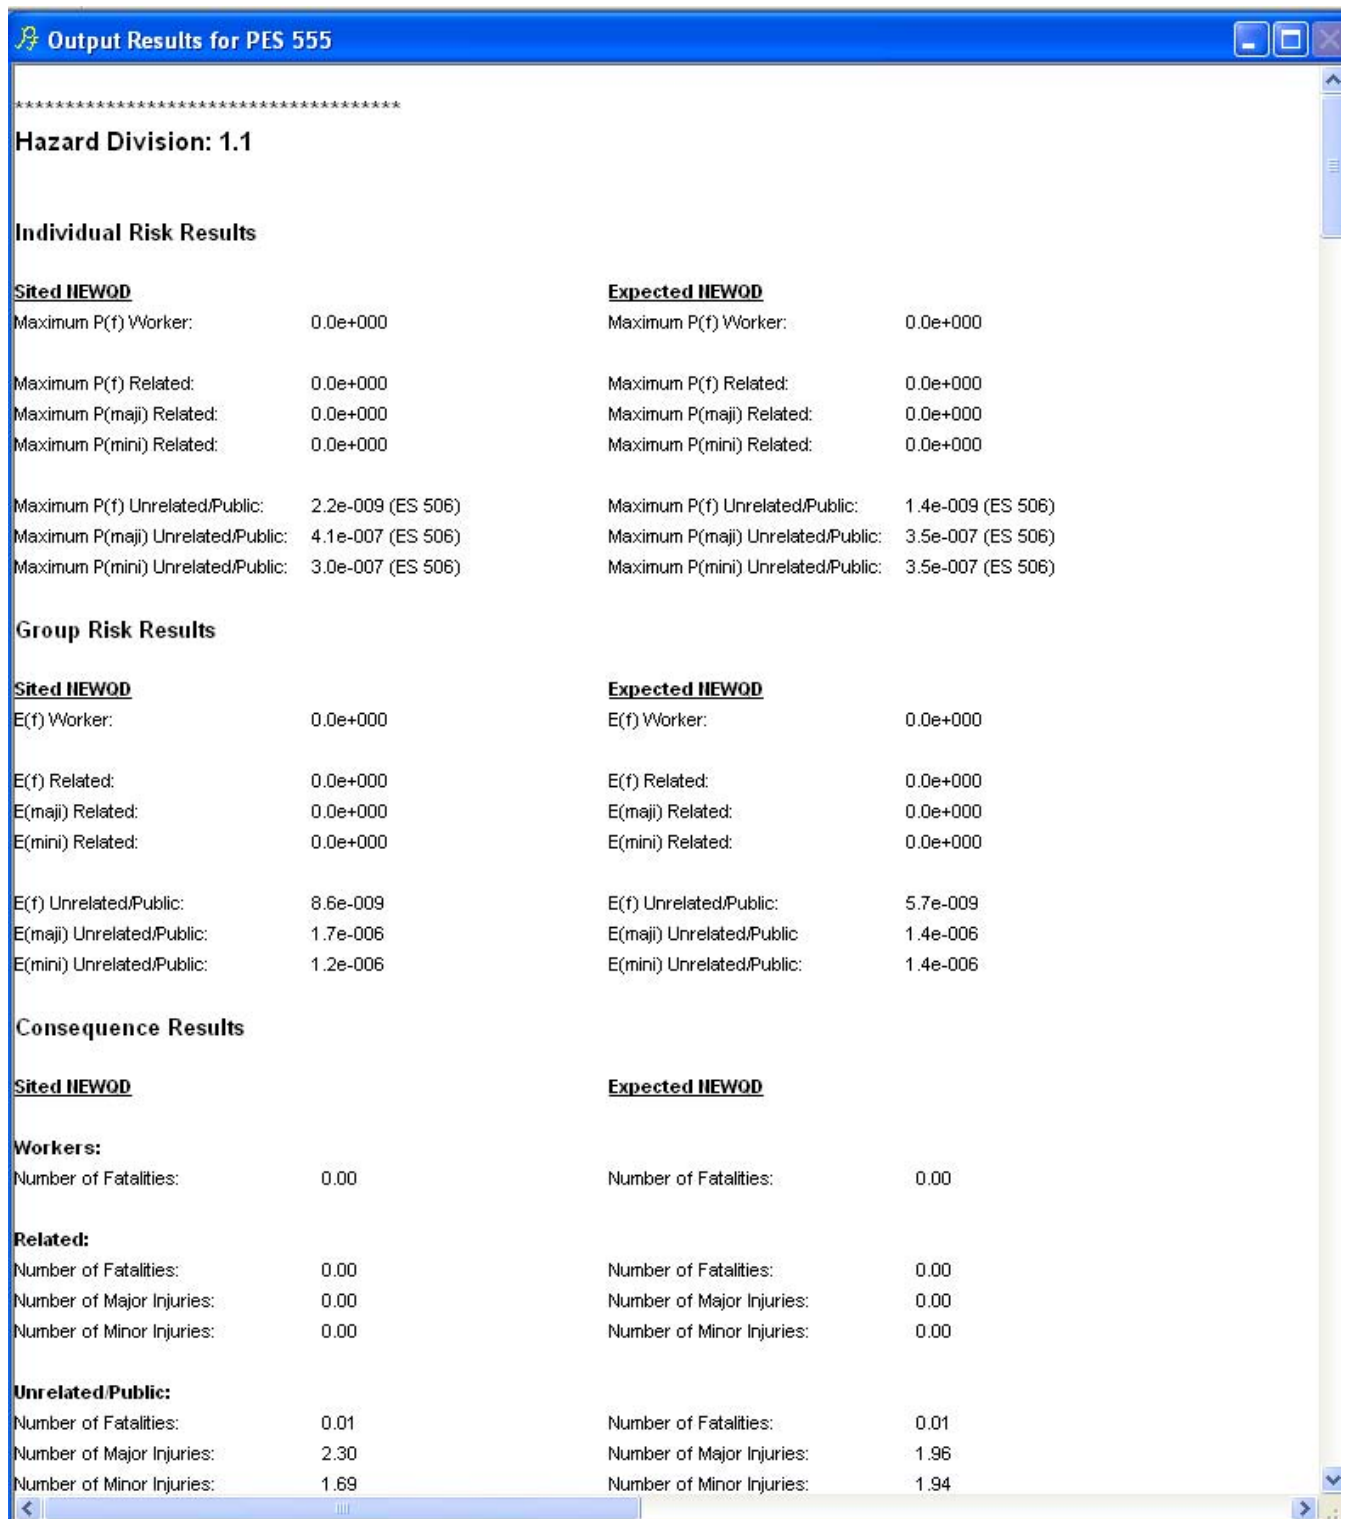 Output Results for PES 555
**************************************
Hazard Division: 1.1
Individual Risk Results
Sited NEWQD Expected NEWQD
Maximum P(f) Worker: 0.0e+000 Maximum P(f) Worker: 0.0e+000
Maximum P(f) Related: 0.0e+000 Maximum P(f) Related: 0.0e+000
Maximum P(maji) Related: 0.0e+000 Maximum P(maji) Related: 0.0e+000
Maximum P(mini) Related: 0.0e+000 Maximum P(mini) Related: 0.0e+000
Maximum P(f) Unrelated/Public: 2.2e-009 (ES 506) Maximum P(f) Unrelated/Public: 1.4e-009 (ES 506)
Maximum P(maji) Unrelated/Public: 4.1e-007 (ES 506) Maximum P(maji) Unrelated/Public: 3.5e-007 (ES 506)
Maximum P(mini) Unrelated/Public: 3.0e-007 (ES 506) Maximum P(mini) Unrelated/Public: 3.5e-007 (ES 506)
Group Risk Results
Sited NEWQD Expected NEWQD
E(f) Worker: 0.0e+000 E(f) Worker: 0.0e+000
E(f) Related: 0.0e+000 E(f) Related: 0.0e+000
E(maji) Related: 0.0e+000 E(maji) Related: 0.0e+000
E(mini) Related: 0.0e+000 E(mini) Related: 0.0e+000
E(f) Unrelated/Public: 8.6e-009 E(f) Unrelated/Public: 5.7e-009
E(maji) Unrelated/Public: 1.7e-006 E(maji) Unrelated/Public 1.4e-006
E(mini) Unrelated/Public: 1.2e-006 E(mini) Unrelated/Public: 1.4e-006
Consequence Results
Sited NEWQD Expected NEWQD
Workers:
Number of Fatalities: 0.00 Number of Fatalities: 0.00
Related:
Number of Fatalities: 0.00 Number of Fatalities: 0.00
Number of Major Injuries: 0.00 Number of Major Injuries: 0.00
Number of Minor Injuries: 0.00 Number of Minor Injuries: 0.00
Unrelated/Public:
Number of Fatalities: 0.01 Number of Fatalities: 0.01
Number of Major Injuries: 2.30 Number of Major Injuries: 1.96
Number of Minor Injuries: 1.69 Number of Minor Injuries: 1.94